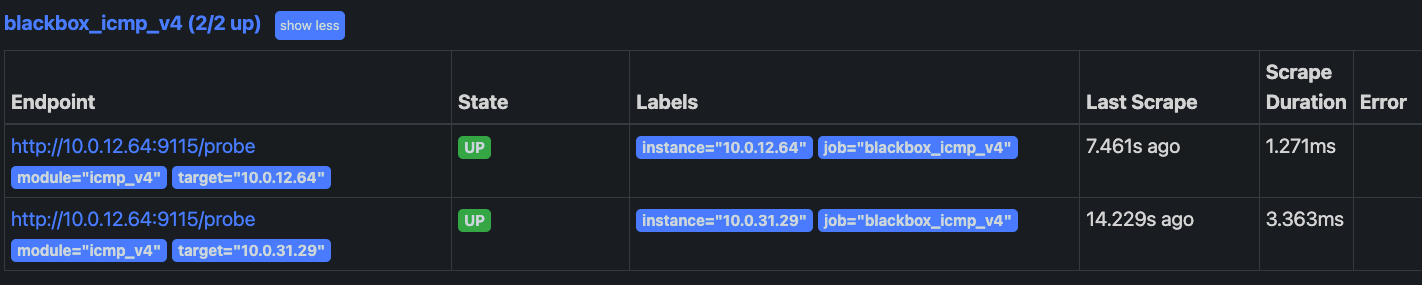 blackbox_icmp_v4 (2/2 up) show less
Endpoint State Labels Last Scrape Scrape Duration Error
http://10.0.12.64:9115/probe UP instance="10.0.12.64" job="blackbox_icmp_v4" 7.461s ago 1.271ms
module="icmp_v4" target="10.0.12.64"
http://10.0.12.64:9115/probe UP instance="10.0.31.29" job="blackbox_icmp_v4" 14.229s ago 3.363ms
module="icmp_v4" target="10.0.31.29"